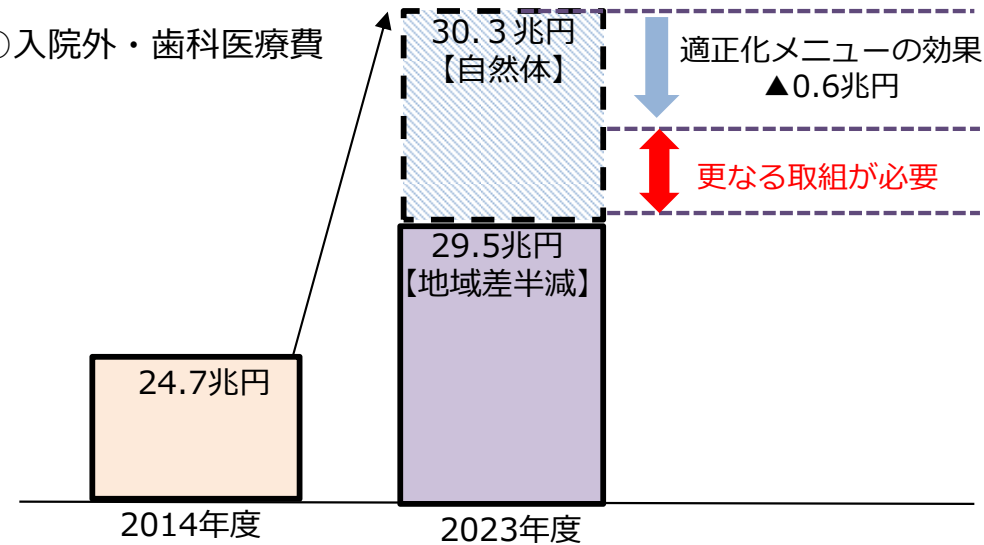 ○入院外・歯科医療費
30.3兆円
【自然体】
適正化メニューの効果
▲0.6兆円
更なる取組が必要
29.5兆円
【地域差半減】
24.7兆円
2014年度
2023年度